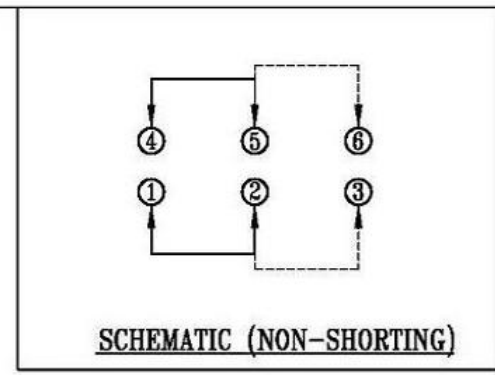 ④ ⑤ ⑥
① ② ③
SCHEMATIC (NON-SHORTING)